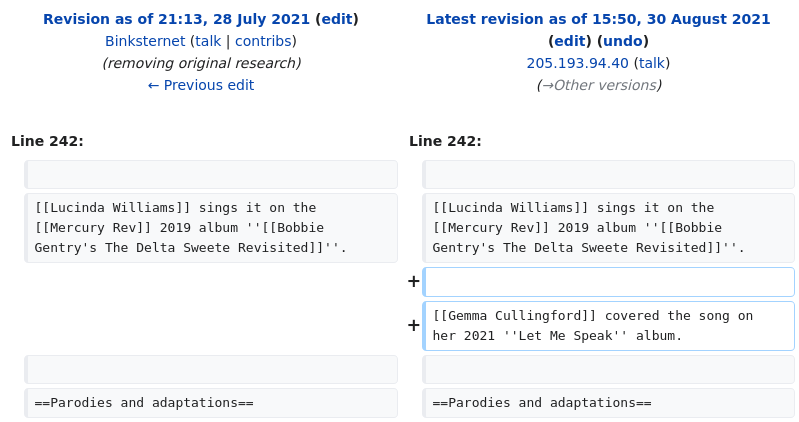 Revision as of 21:13, 28 July 2021 (edit)
Binksternet (talk | contribs)
(removing original research)
← Previous edit
Latest revision as of 15:50, 30 August 2021
(edit) (undo)
205.193.94.40 (talk)
(→Other versions)
Line 242:
Line 242:
[[Lucinda Williams]] sings it on the
[[Mercury Rev]] 2019 album ''[[Bobbie
Gentry's The Delta Sweete Revisited]]''.
[[Lucinda Williams]] sings it on the
[[Mercury Rev]] 2019 album ''[[Bobbie
Gentry's The Delta Sweete Revisited]]''.
+
+
[[Gemma Cullingford]] covered the song on
her 2021 ''Let Me Speak'' album.
==Parodies and adaptations==
==Parodies and adaptations==